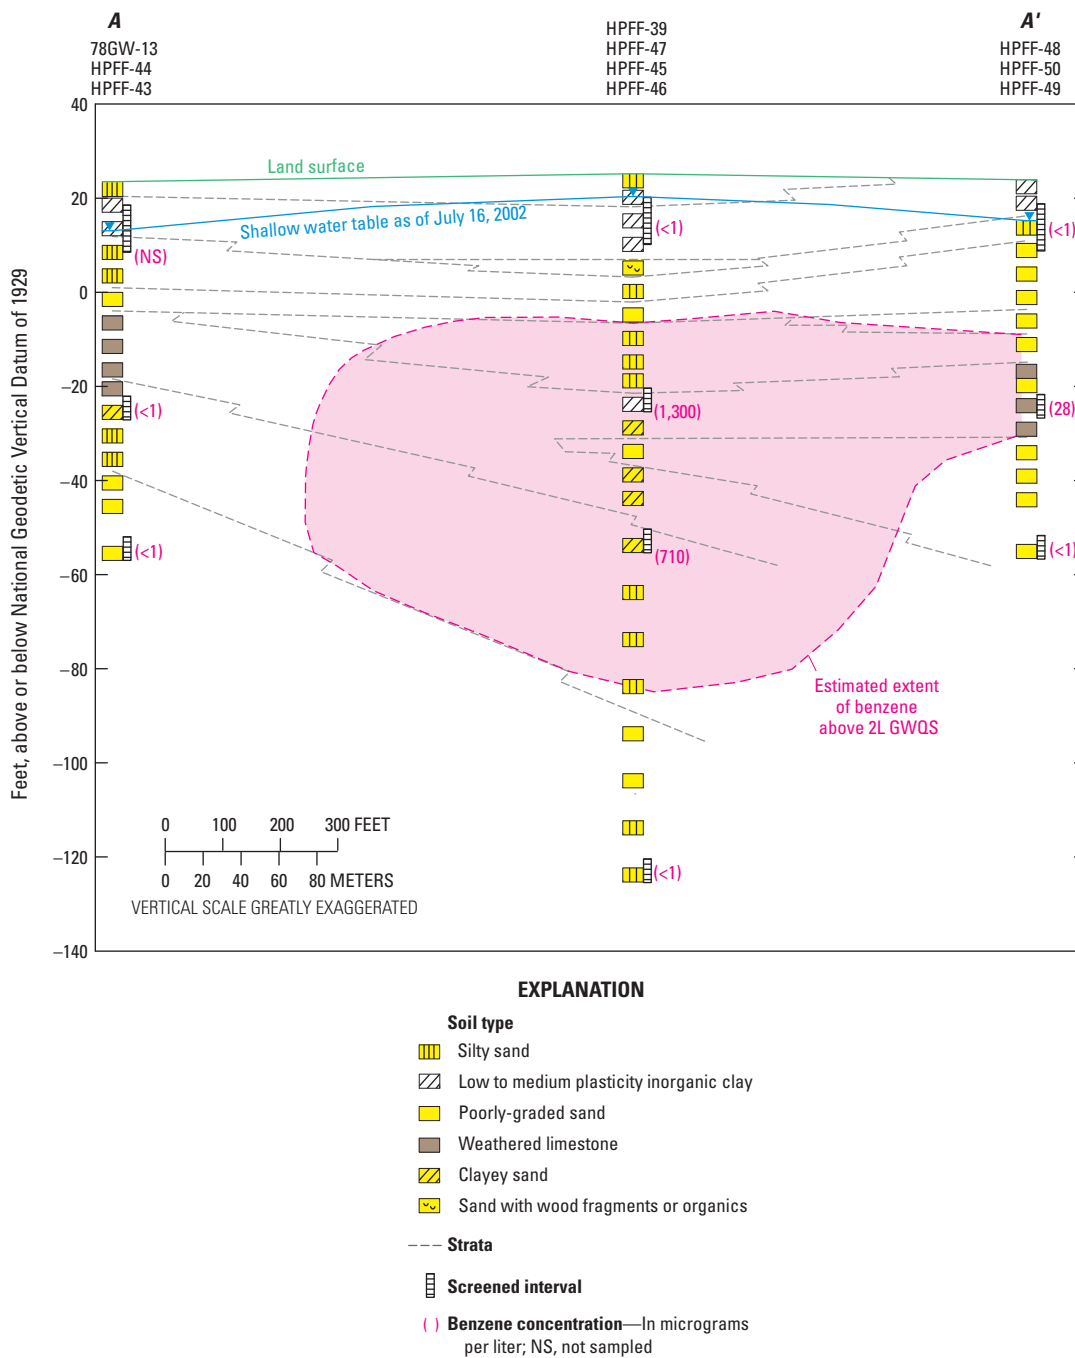 A
78GW-13
HPFF-44
HPFF-43
HPFF-39
HPFF-47
HPFF-45
HPFF-46
A'
HPFF-48
HPFF-50
HPFF-49
Feet, above or below National Geodetic Vertical Datum of 1929
40
20
0
−20
−40
−60
−80
−100
−120
−140
Land surface
Shallow water table as of July 16, 2002
(NS)
(<1)
(<1)
(<1)
(1,300)
(710)
(<1)
(<1)
(28)
(<1)
Estimated extent
of benzene
above 2L GWQS
0 100 200 300 FEET
0 20 40 60 80 METERS
VERTICAL SCALE GREATLY EXAGGERATED
EXPLANATION
Soil type
Silty sand
Low to medium plasticity inorganic clay
Poorly-graded sand
Weathered limestone
Clayey sand
Sand with wood fragments or organics
Strata
Screened interval
( ) Benzene concentration—In micrograms
per liter; NS, not sampled